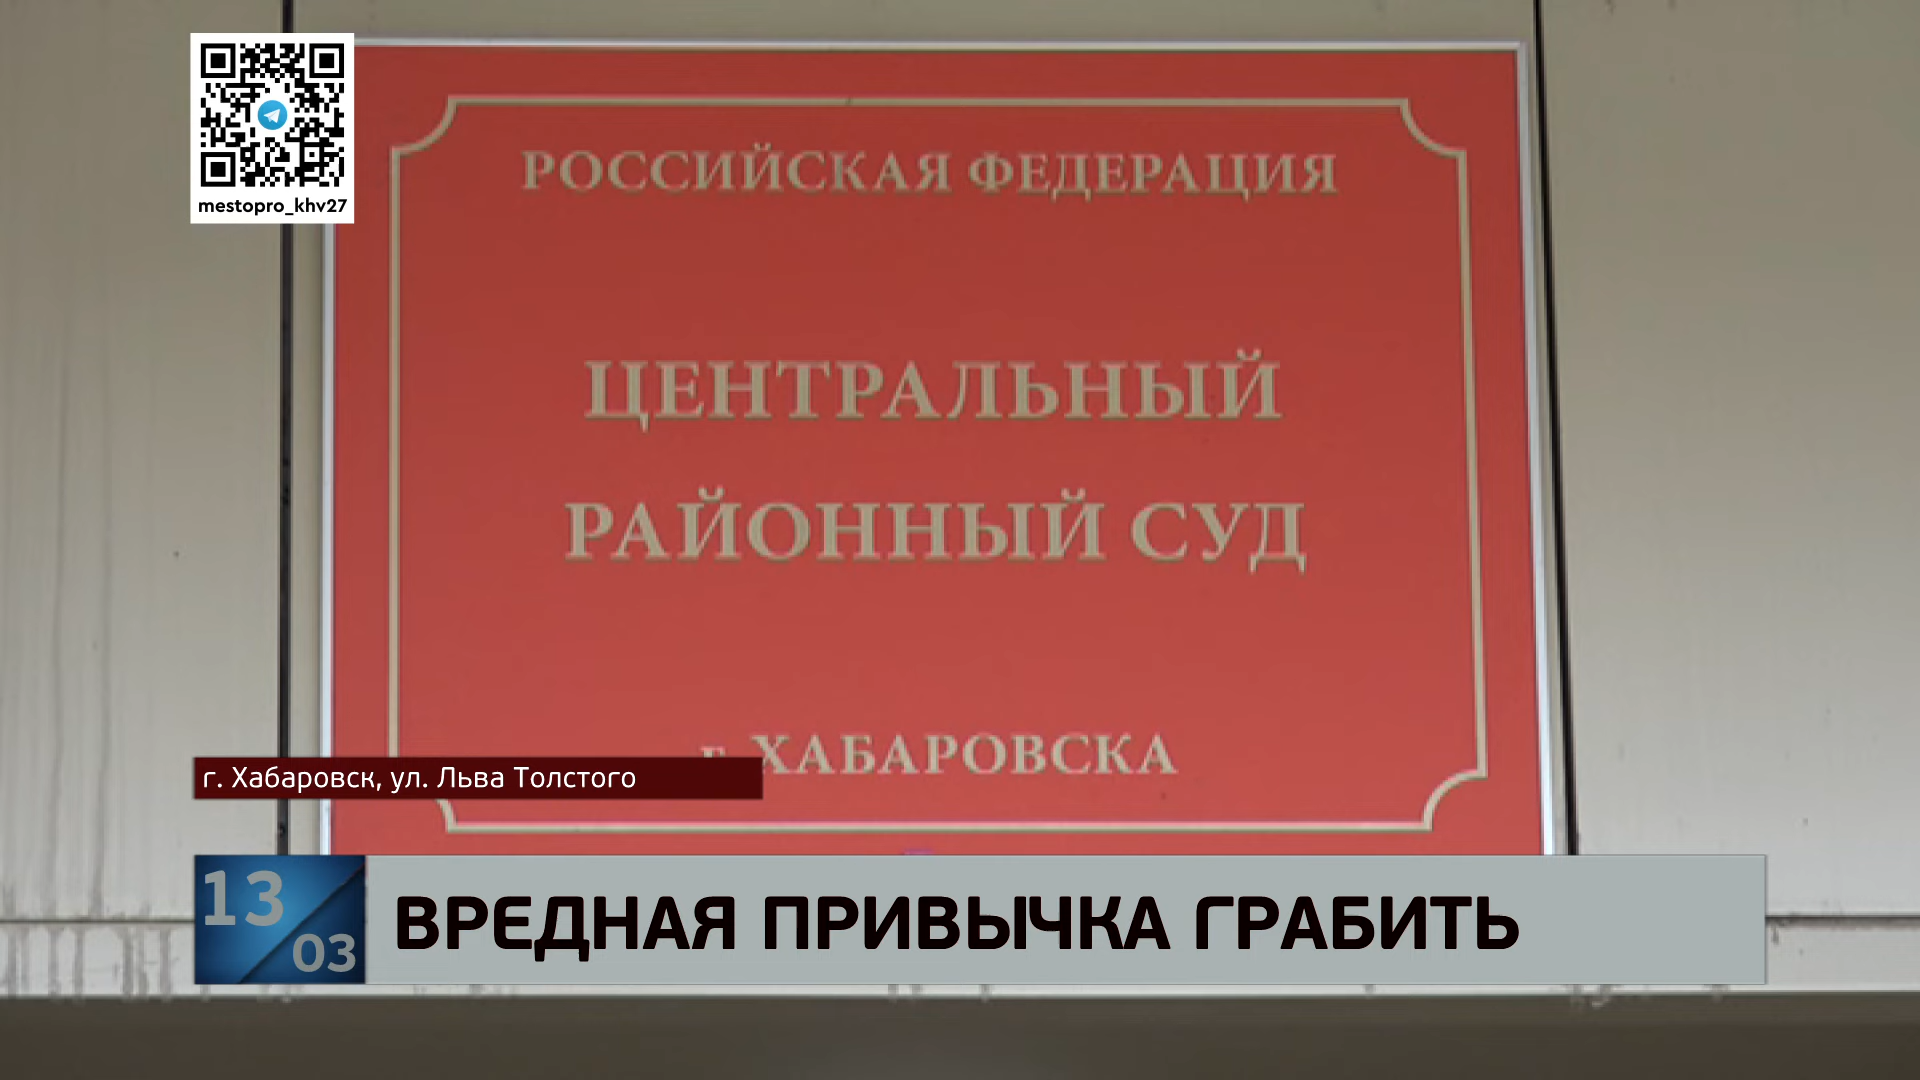 mestopro_khv27
РОССИЙСКАЯ ФЕДЕРАЦИЯ
ЦЕНТРАЛЬНЫЙ
РАЙОННЫЙ СУД
г. ХАБАРОВСКА
г. Хабаровск, ул. Льва Толстого
13
03
ВРЕДНАЯ ПРИВЫЧКА ГРАБИТЬ